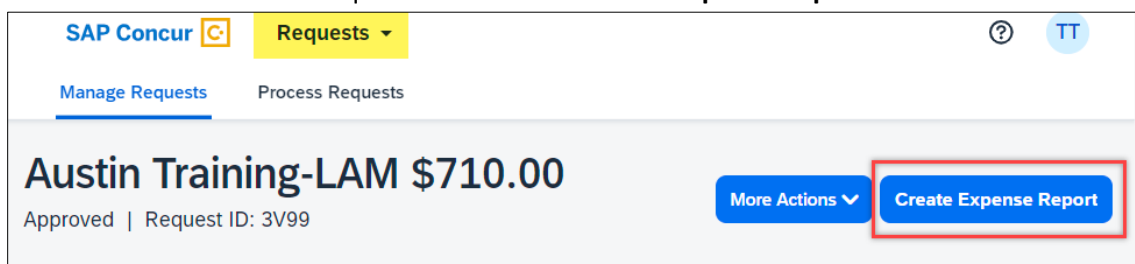 SAP Concur C Requests TT
Manage Requests Process Requests
Austin Training-LAM $710.00
More Actions Create Expense Report
Approved | Request ID: 3V99